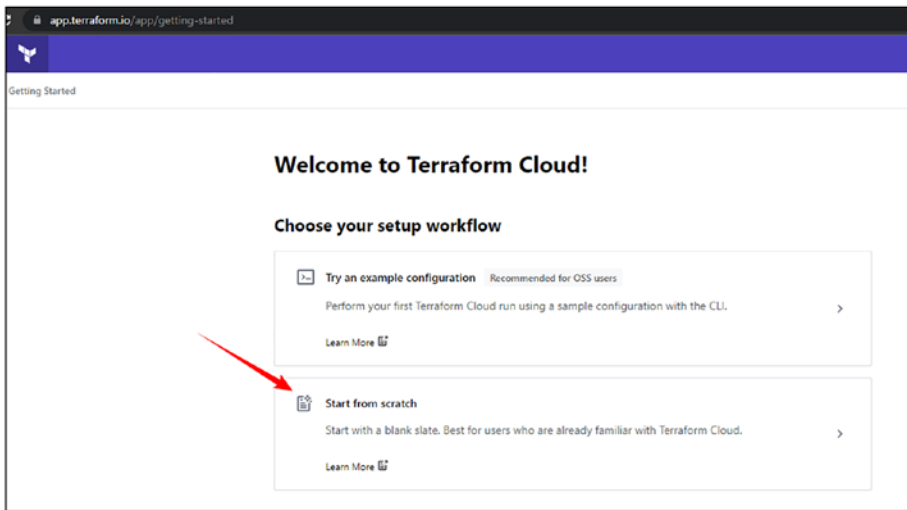 app.terraform.io/app/getting-started
Getting Started
Welcome to Terraform Cloud!
Choose your setup workflow
Try an example configuration Recommended for OSS users
Perform your first Terraform Cloud run using a sample configuration with the CLI.
Learn More
Start from scratch
Start with a blank slate. Best for users who are already familiar with Terraform Cloud.
Learn More